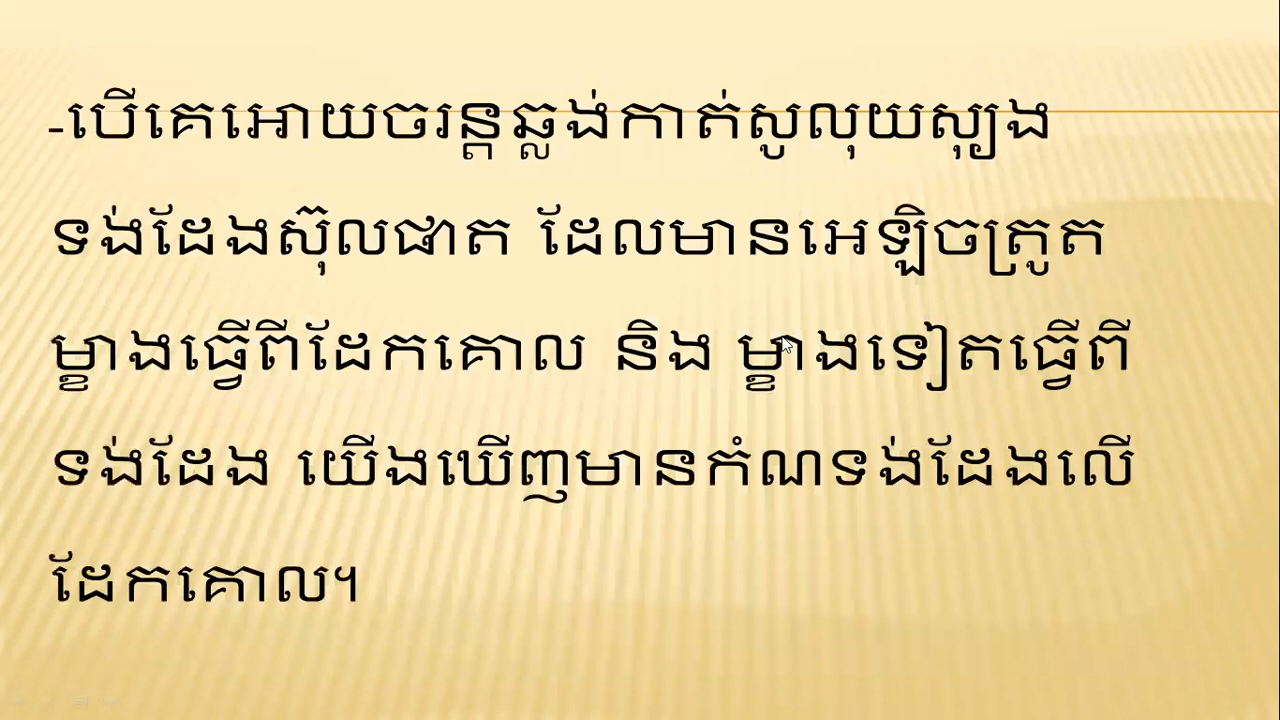 -បើគេអោយចរន្តឆ្លង់កាត់សូលុយស្យុង
ទង់ដែងស៊ុលផាត ដែលមានអេឡិចត្រូត
ម្ខាងធ្វើពីដែកគោល និង ម្ខាងទៀតធ្វើពី
ទង់ដែង យើងឃើញមានកំណទង់ដែងលើ
ដែកគោល។